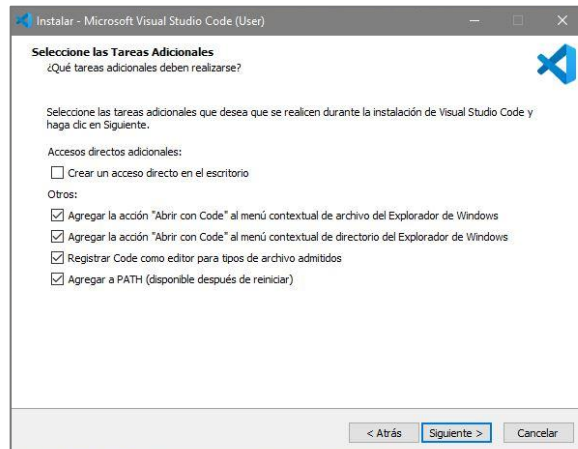 Instalar - Microsoft Visual Studio Code (User)
Seleccione las Tareas Adicionales
¿Qué tareas adicionales deben realizarse?
Seleccione las tareas adicionales que desea que se realicen durante la instalación de Visual Studio Code y
haga clic en Siguiente.
Accesos directos adicionales:
Crear un acceso directo en el escritorio
Otros:
Agregar la acción "Abrir con Code" al menú contextual de archivo del Explorador de Windows
Agregar la acción "Abrir con Code" al menú contextual de directorio del Explorador de Windows
Registrar Code como editor para tipos de archivo admitidos
Agregar a PATH (disponible después de reiniciar)
< Atrás Siguiente > Cancelar